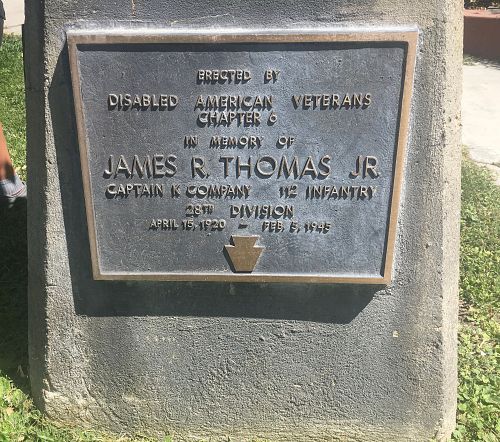 ERECTED BY
DISABLED AMERICAN VETERANS
CHAPTER 6
IN MEMORY OF
JAMES R. THOMAS JR.
CAPTAIN K COMPANY 112 INFANTRY
28TH DIVISION
APRIL 15, 1920 – FEB. 5, 1945